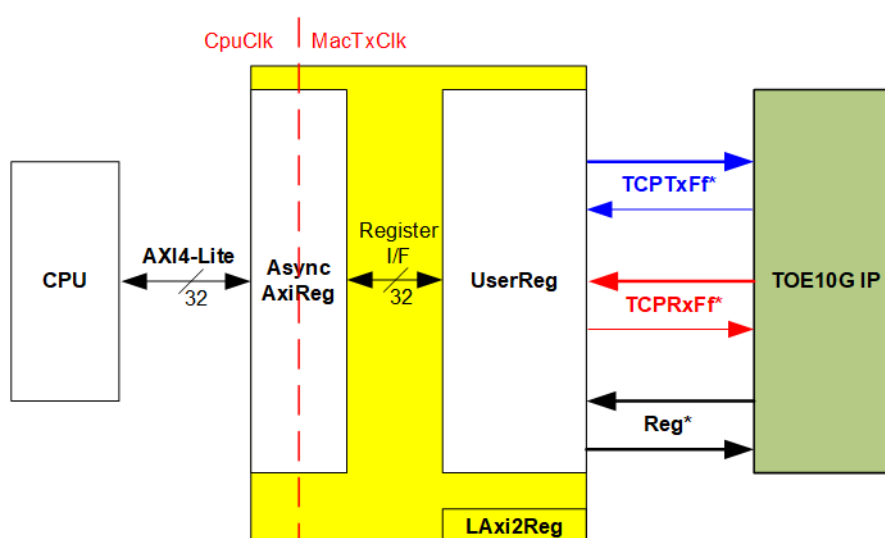 CpuClk MacTxClk
CPU
AXI4-Lite
32
Async
AxiReg
Register
I/F
32
UserReg
TCPTxFf*
TCPRxFf*
Reg*
TOE10G IP
LAxi2Reg